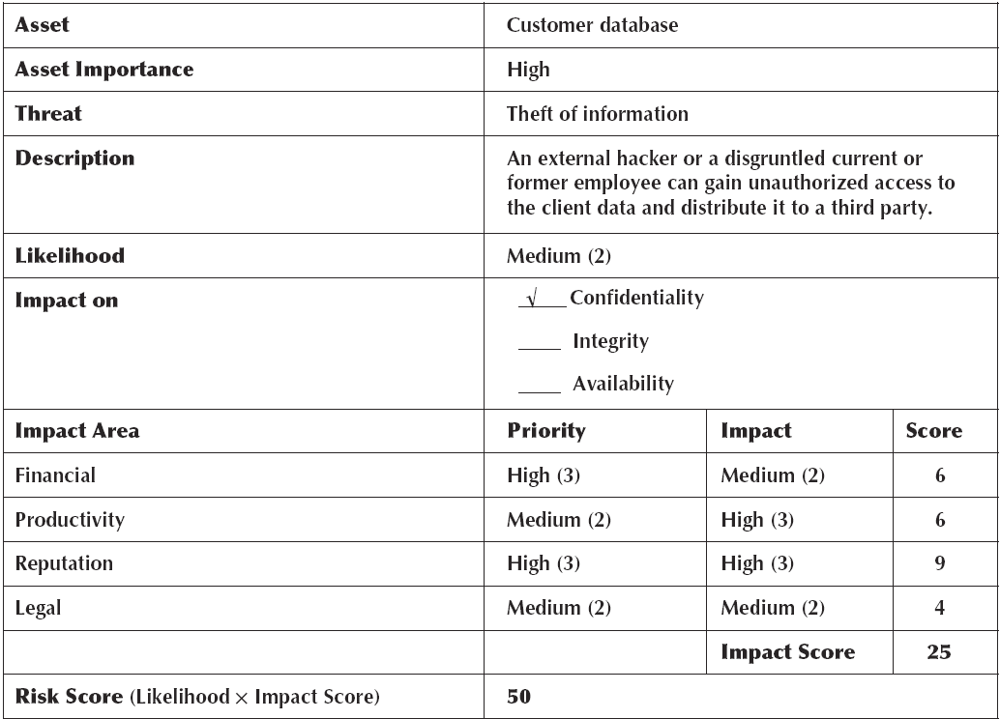 Asset Customer database
Asset Importance High
Threat Theft of information
Description An external hacker or a disgruntled current or
former employee can gain unauthorized access to
the client data and distribute it to a third party.
Likelihood Medium (2)
Impact on √ Confidentiality
Integrity
Availability
Impact Area Priority Impact Score
Financial High (3) Medium (2) 6
Productivity Medium (2) High (3) 6
Reputation High (3) High (3) 9
Legal Medium (2) Medium (2) 4
Impact Score 25
Risk Score (Likelihood × Impact Score) 50